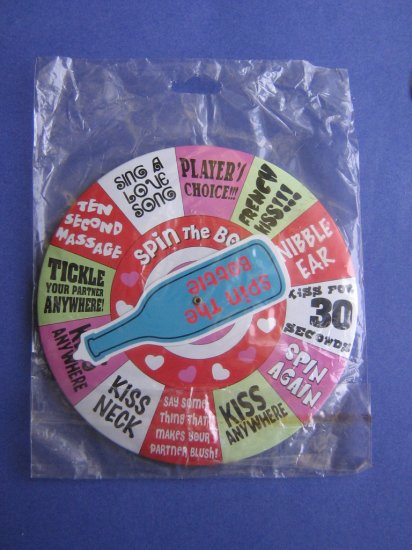 PLAYER'S
CHOICE!!!
FRENCH
KISS!!!
NIBBLE
EAR
KISS FOR
30
SECONDS
SPIN
AGAIN
KISS
ANYWHERE
SAY SOME
THING THAT
MAKES YOUR
PARTNER BLUSH!
KISS
NECK
KISS
ANYWHERE
TICKLE
YOUR PARTNER
ANYWHERE!
TEN
SECOND
MASSAGE
SING A
LOVE
SONG
SPIN THE BO
SPIN THE
Bottle